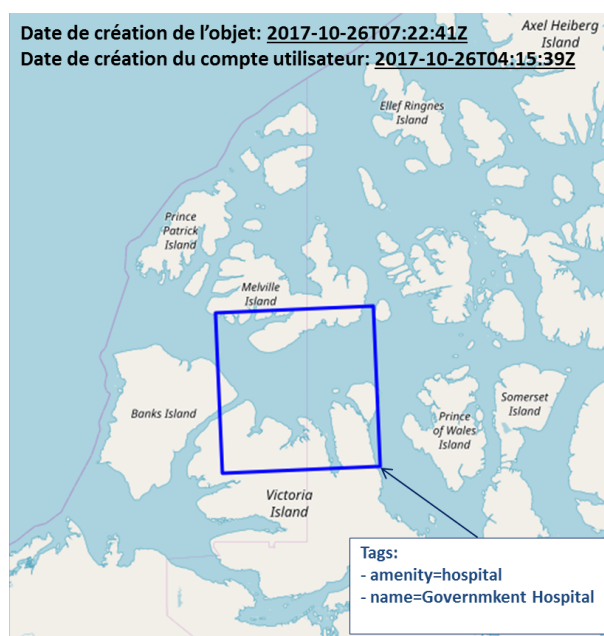 Date de création de l'objet: 2017-10-26T07:22:41Z
Date de création du compte utilisateur: 2017-10-26T04:15:39Z
Axel Heiberg
Island
Ellef Ringnes
Island
Prince
Patrick
Island
Melville
Island
Banks Island
Prince
of Wales
Island
Somerset
Island
Victoria
Island
Tags:
- amenity=hospital
- name=Governmkent Hospital